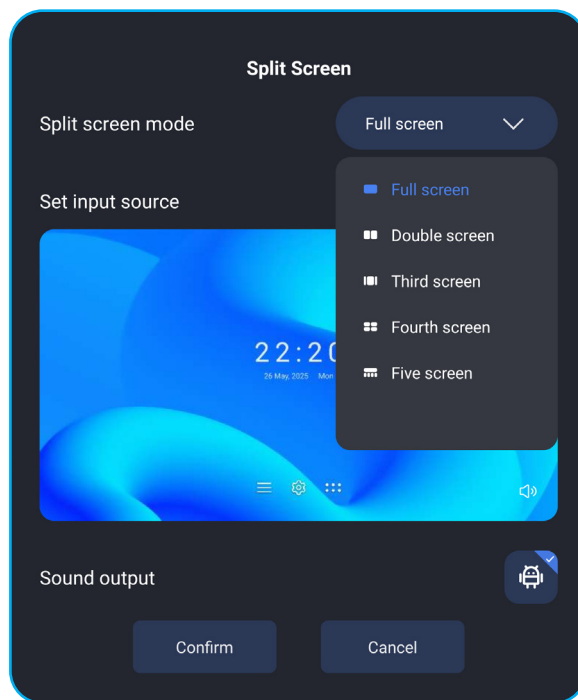 Split Screen
Split screen mode
Full screen
Full screen
Set input source
Double screen
Third screen
Fourth screen
Five screen
22:20
26 May, 2025 Mon
Sound output
Confirm
Cancel